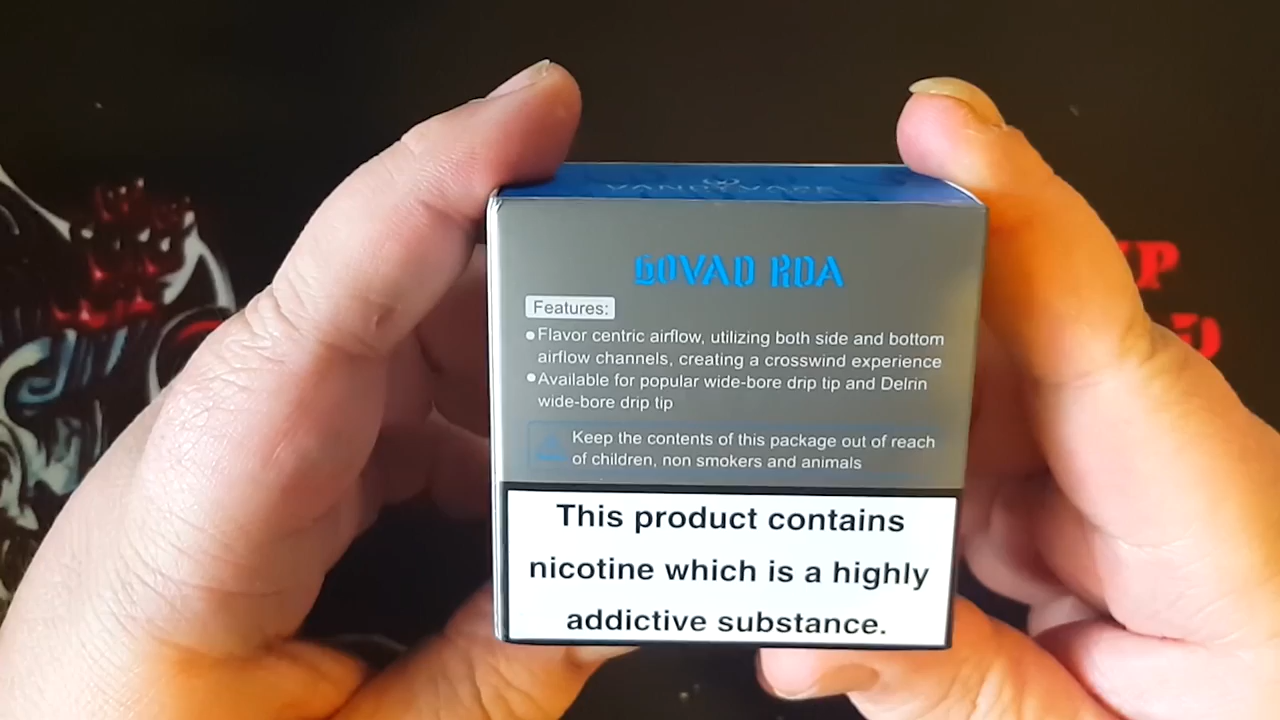 VANDY VAPE
GOVAD RDA
Features:
Flavor centric airflow, utilizing both side and bottom
airflow channels, creating a crosswind experience
Available for popular wide-bore drip tip and Delrin
wide-bore drip tip
Keep the contents of this package out of reach
of children, non smokers and animals
This product contains
nicotine which is a highly
addictive substance.